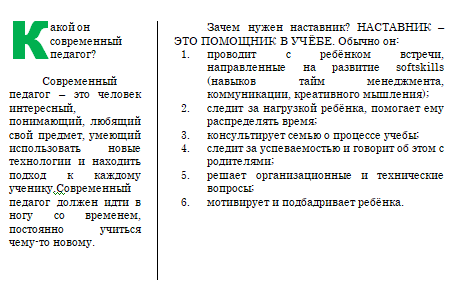 Какой он
современный
педагог?
Современный
педагог – это человек
интересный,
понимающий, любящий
свой предмет, умеющий
использовать новые
технологии и находить
подход к каждому
ученику.Современный
педагог должен идти в
ногу со временем,
постоянно учиться
чему-то новому.
Зачем нужен наставник? НАСТАВНИК –
ЭТО ПОМОЩНИК В УЧЁБЕ. Обычно он:
1. проводит с ребёнком встречи,
направленные на развитие softskills
(навыков тайм менеджмента,
коммуникации, креативного мышления);
2. следит за нагрузкой ребёнка, помогает ему
распределять время;
3. консультирует семью о процессе учебы;
4. следит за успеваемостью и говорит об этом с
родителями;
5. решает организационные и технические
вопросы;
6. мотивирует и подбадривает ребёнка.